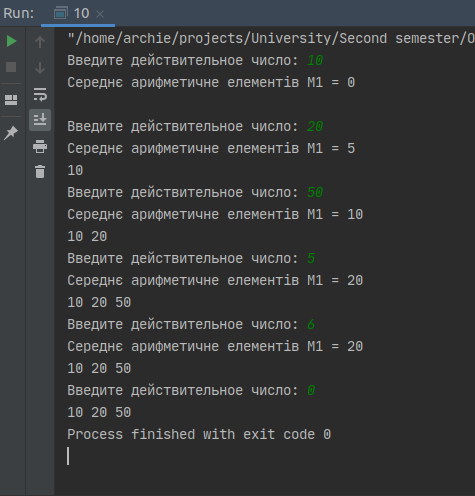 Run: 10
"/home/archie/projects/University/Second semester/O
Введите действительное число: 10
Середнє арифметичне елементів M1 = 0
Введите действительное число: 20
Середнє арифметичне елементів M1 = 5
10
Введите действительное число: 50
Середнє арифметичне елементів M1 = 10
10 20
Введите действительное число: 5
Середнє арифметичне елементів M1 = 20
10 20 50
Введите действительное число: 6
Середнє арифметичне елементів M1 = 20
10 20 50
Введите действительное число: 0
10 20 50
Process finished with exit code 0